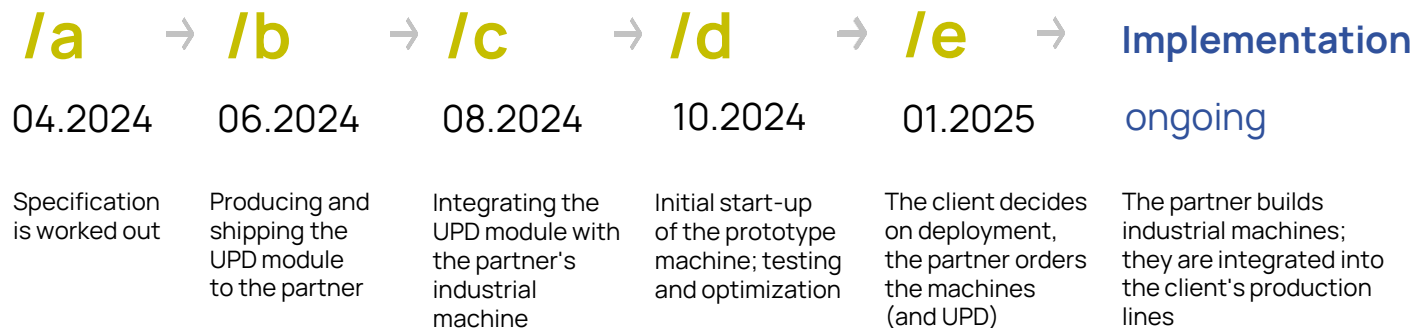 /a → /b → /c → /d → /e → Implementation
04.2024 06.2024 08.2024 10.2024 01.2025 ongoing
Specification
is worked out
Producing and
shipping the
UPD module
to the partner
Integrating the
UPD module with
the partner's
industrial
machine
Initial start-up
of the prototype
machine; testing
and optimization
The client decides
on deployment,
the partner orders
the machines
(and UPD)
The partner builds
industrial machines;
they are integrated into
the client's production
lines